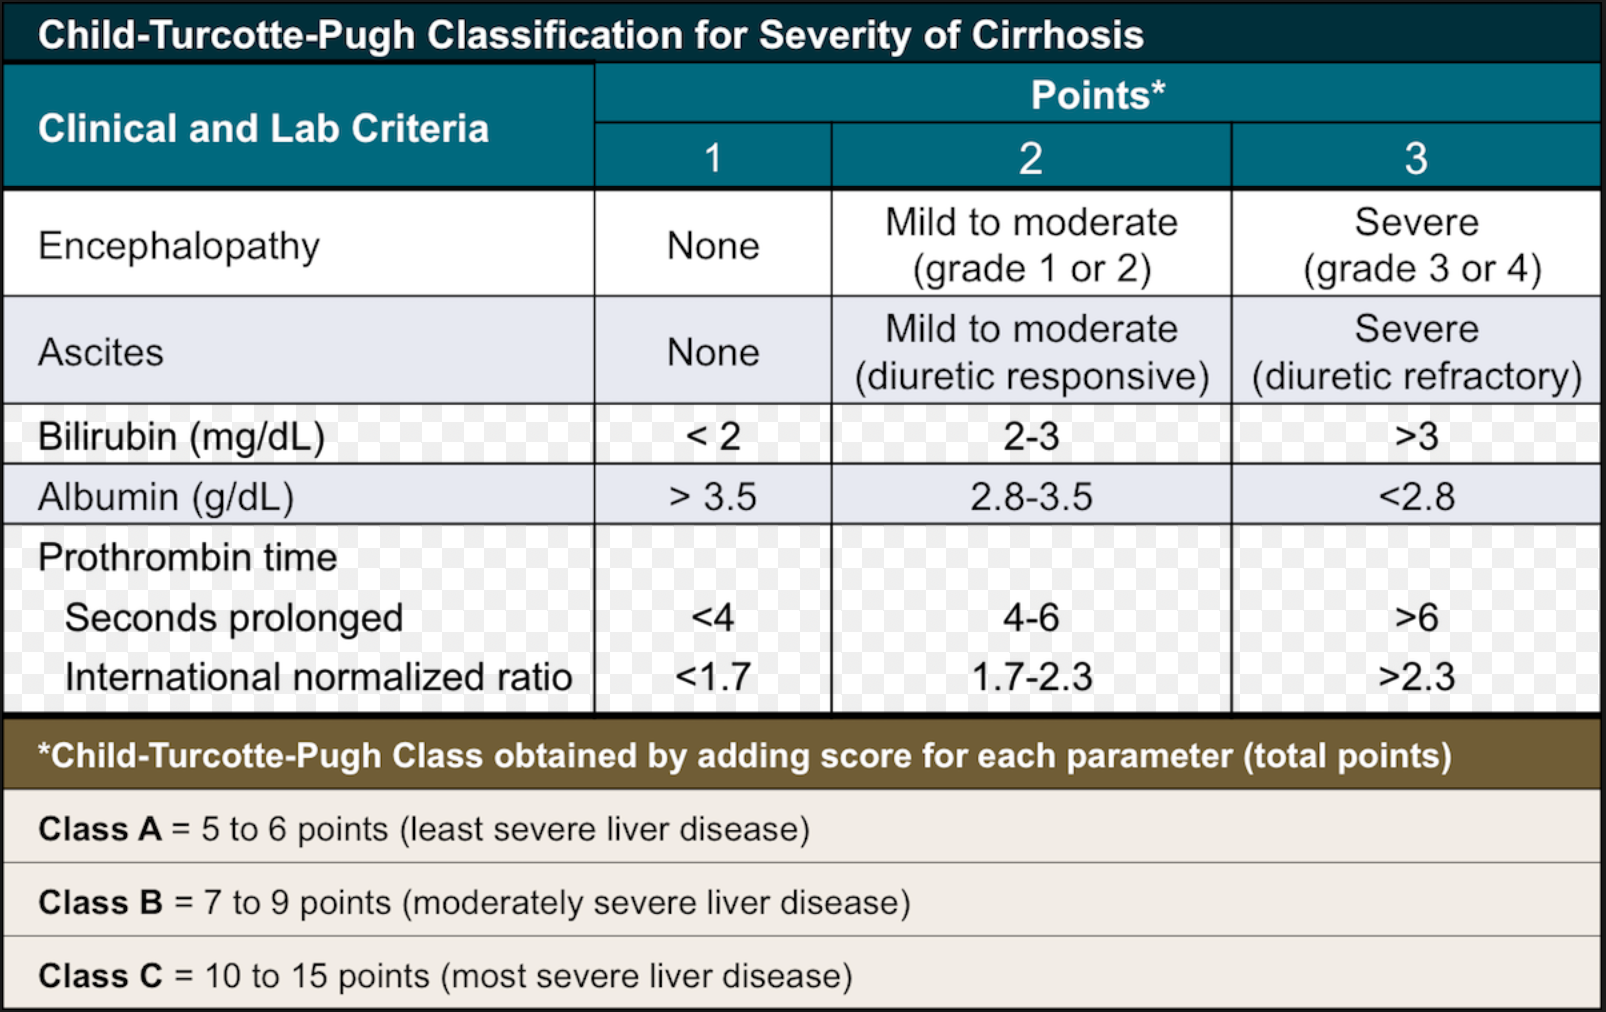 Child-Turcotte-Pugh Classification for Severity of Cirrhosis
Clinical and Lab Criteria
Points*
1 2 3
Encephalopathy None Mild to moderate (grade 1 or 2) Severe (grade 3 or 4)
Ascites None Mild to moderate (diuretic responsive) Severe (diuretic refractory)
Bilirubin (mg/dL) < 2 2-3 >3
Albumin (g/dL) > 3.5 2.8-3.5 <2.8
Prothrombin time
Seconds prolonged <4 4-6 >6
International normalized ratio <1.7 1.7-2.3 >2.3
*Child-Turcotte-Pugh Class obtained by adding score for each parameter (total points)
Class A = 5 to 6 points (least severe liver disease)
Class B = 7 to 9 points (moderately severe liver disease)
Class C = 10 to 15 points (most severe liver disease)